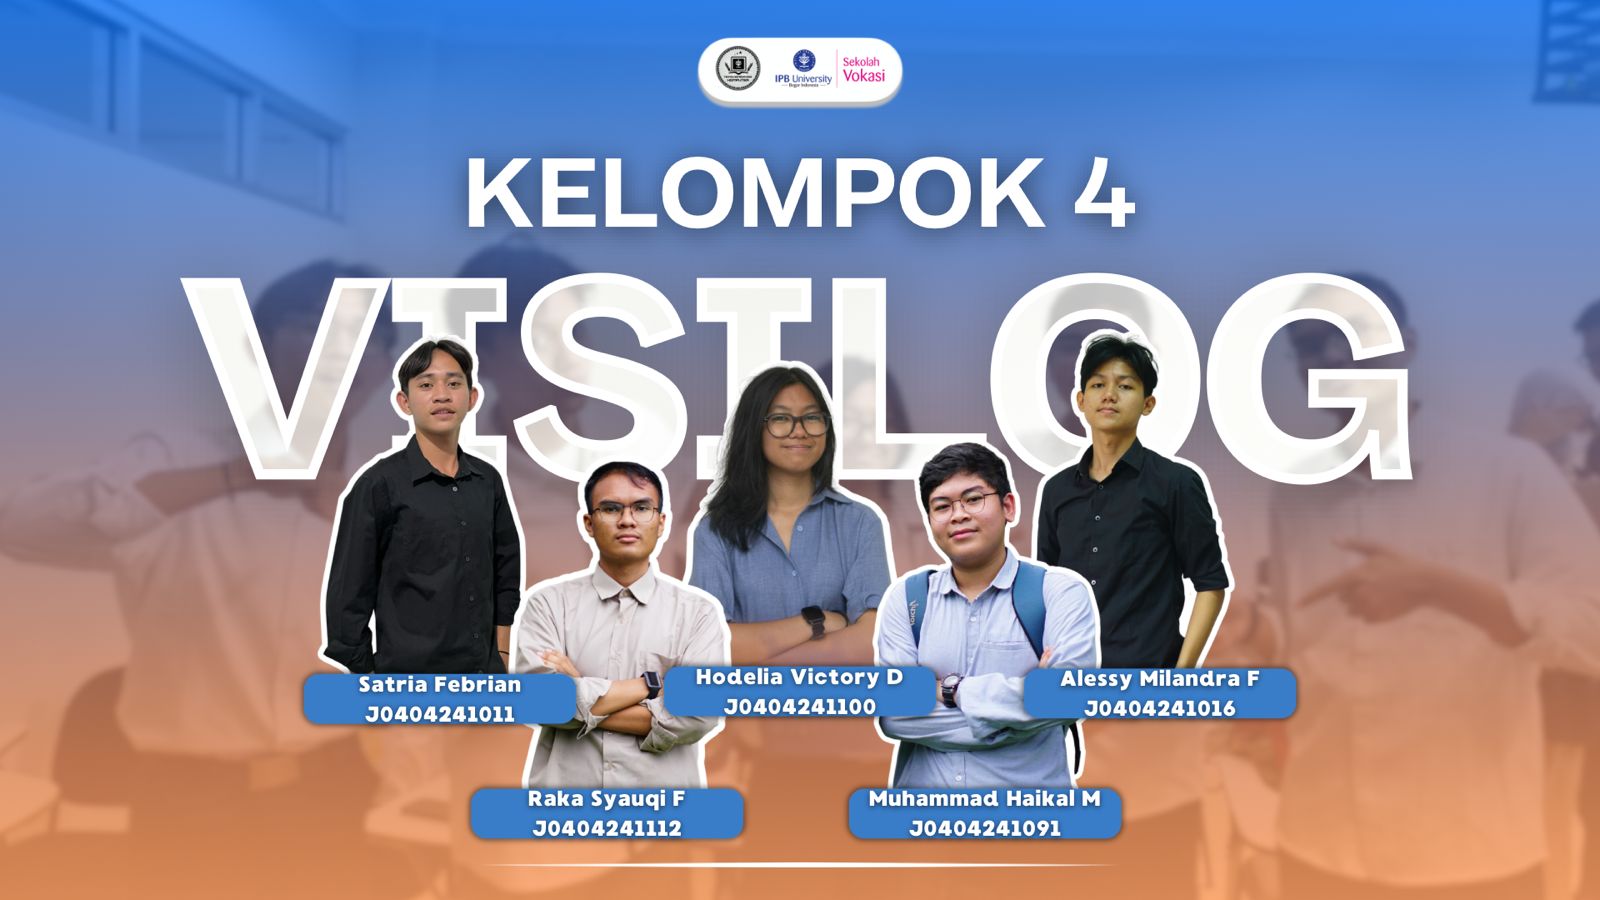 IPB University
Bogor Indonesia
Sekolah
Vokasi
KELOMPOK 4
VISILOG
Satria Febrian
J0404241011
Hodelia Victory D
J0404241100
Alessy Milandra F
J0404241016
Raka Syauqi F
J0404241112
Muhammad Haikal M
J0404241091